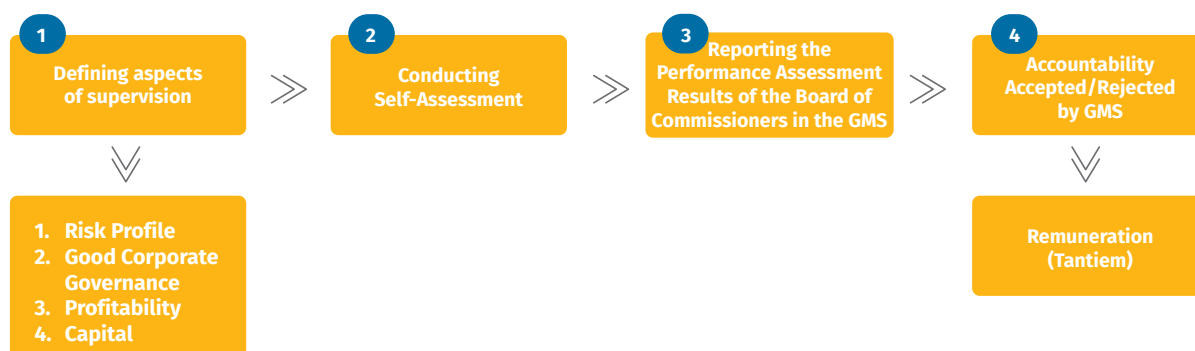 1
Defining aspects
of supervision
2
Conducting
Self-Assessment
3
Reporting the
Performance Assessment
Results of the Board of
Commissioners in the GMS
4
Accountability
Accepted/Rejected
by GMS
1. Risk Profile
2. Good Corporate
Governance
3. Profitability
4. Capital
Remuneration
(Tantiem)